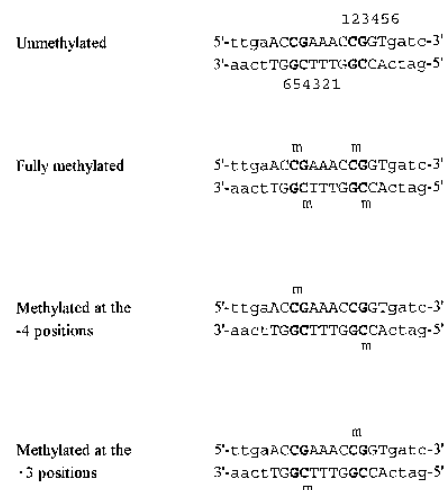 123456
Unmethylated 5'-ttgaACCGAAACCGGTgatc-3'
3'-aactTGGCTTTGGCCActag-5'
654321
m m
Fully methylated 5'-ttgaACCGAAACCGGTgatc-3'
3'-aactTGGCTTTGGCCActag-5'
m m
m
Methylated at the 5'-ttgaACCGAAACCGGTgatc-3'
-4 positions 3'-aactTGGCTTTGGCCActag-5'
m
m
Methylated at the 5'-ttgaACCGAAACCGGTgatc-3'
-3 positions 3'-aactTGGCTTTGGCCActag-5'
m